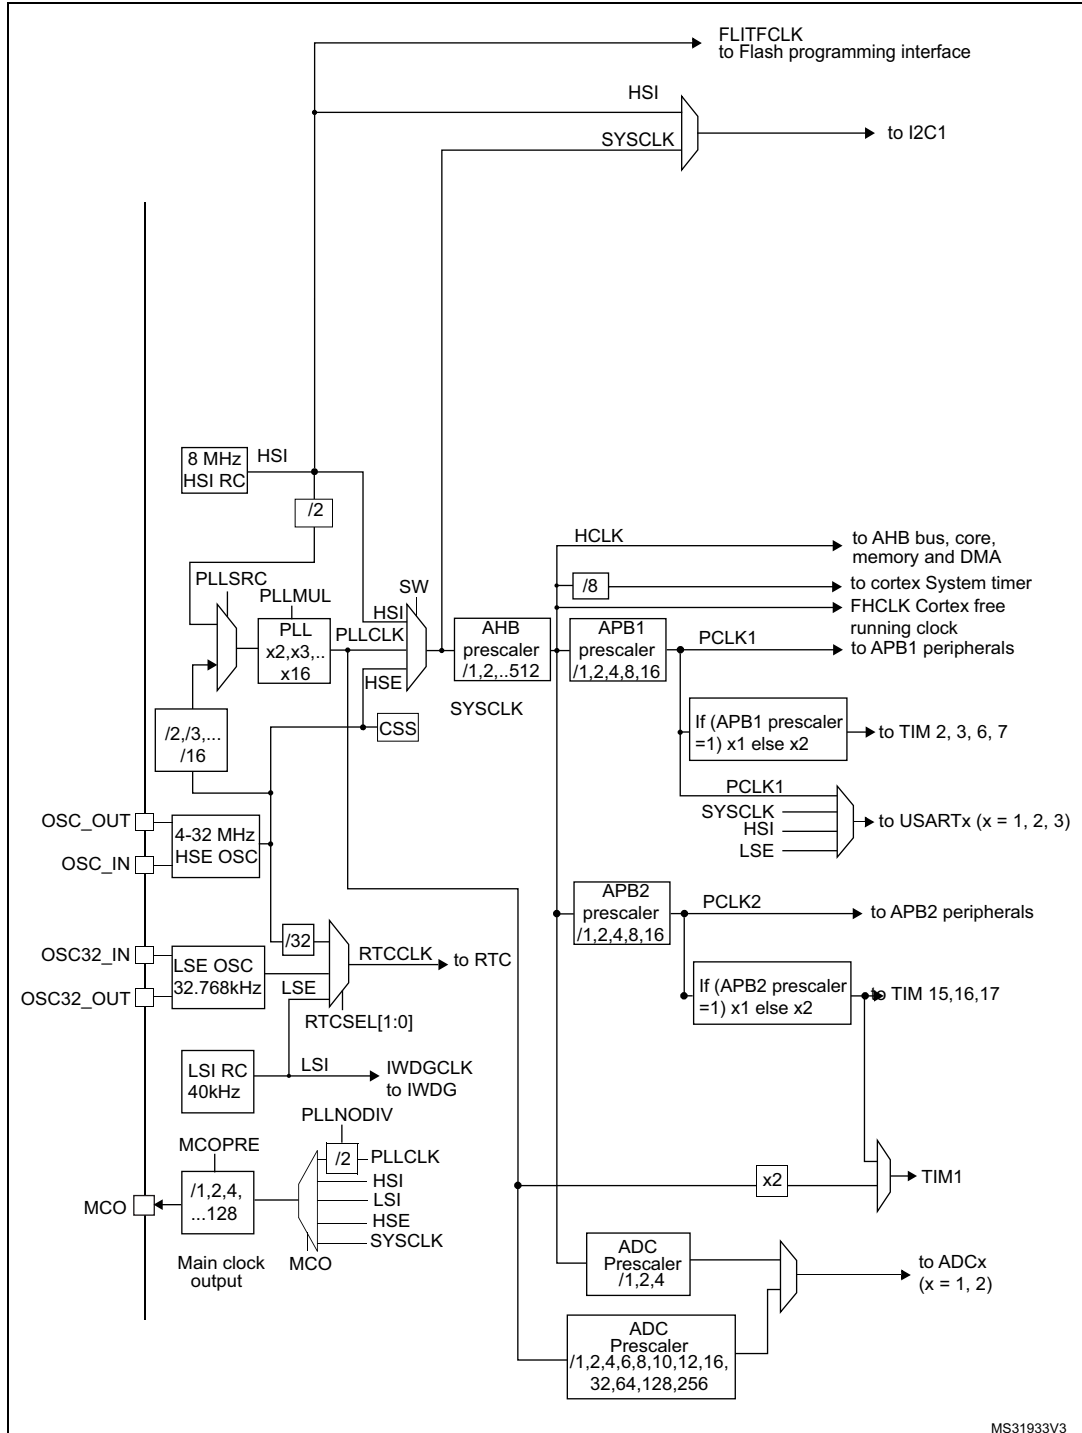 FLITFCLK
to Flash programming interface
HSI
to I2C1
SYSCLK
8 MHz
HSI RC
HSI
/2
HCLK
to AHB bus, core,
memory and DMA
/8
to cortex System timer
FHCLK Cortex free
running clock
PLLSRC
PLLMUL
PLL
x2,x3,..
x16
PLLCLK
HSI
SW
HSE
AHB
prescaler
/1,2,..512
SYSCLK
APB1
prescaler
/1,2,4,8,16
PCLK1
to APB1 peripherals
CSS
/2,/3,...
/16
If (APB1 prescaler
=1) x1 else x2
to TIM 2, 3, 6, 7
PCLK1
SYSCLK
HSI
LSE
to USARTx (x = 1, 2, 3)
OSC_OUT
OSC_IN
4-32 MHz
HSE OSC
APB2
prescaler
/1,2,4,8,16
PCLK2
to APB2 peripherals
/32
OSC32_IN
OSC32_OUT
LSE OSC
32.768kHz
LSE
RTCCLK
to RTC
RTCSEL[1:0]
If (APB2 prescaler
=1) x1 else x2
to TIM 15,16,17
LSI RC
40kHz
LSI
IWDGCLK
to IWDG
PLLNODIV
MCOPRE
/2
PLLCLK
HSI
LSI
HSE
SYSCLK
MCO
/1,2,4,
...128
Main clock
output
MCO
x2
TIM1
ADC
Prescaler
/1,2,4
to ADCx
(x = 1, 2)
ADC
Prescaler
/1,2,4,6,8,10,12,16,
32,64,128,256
MS31933V3